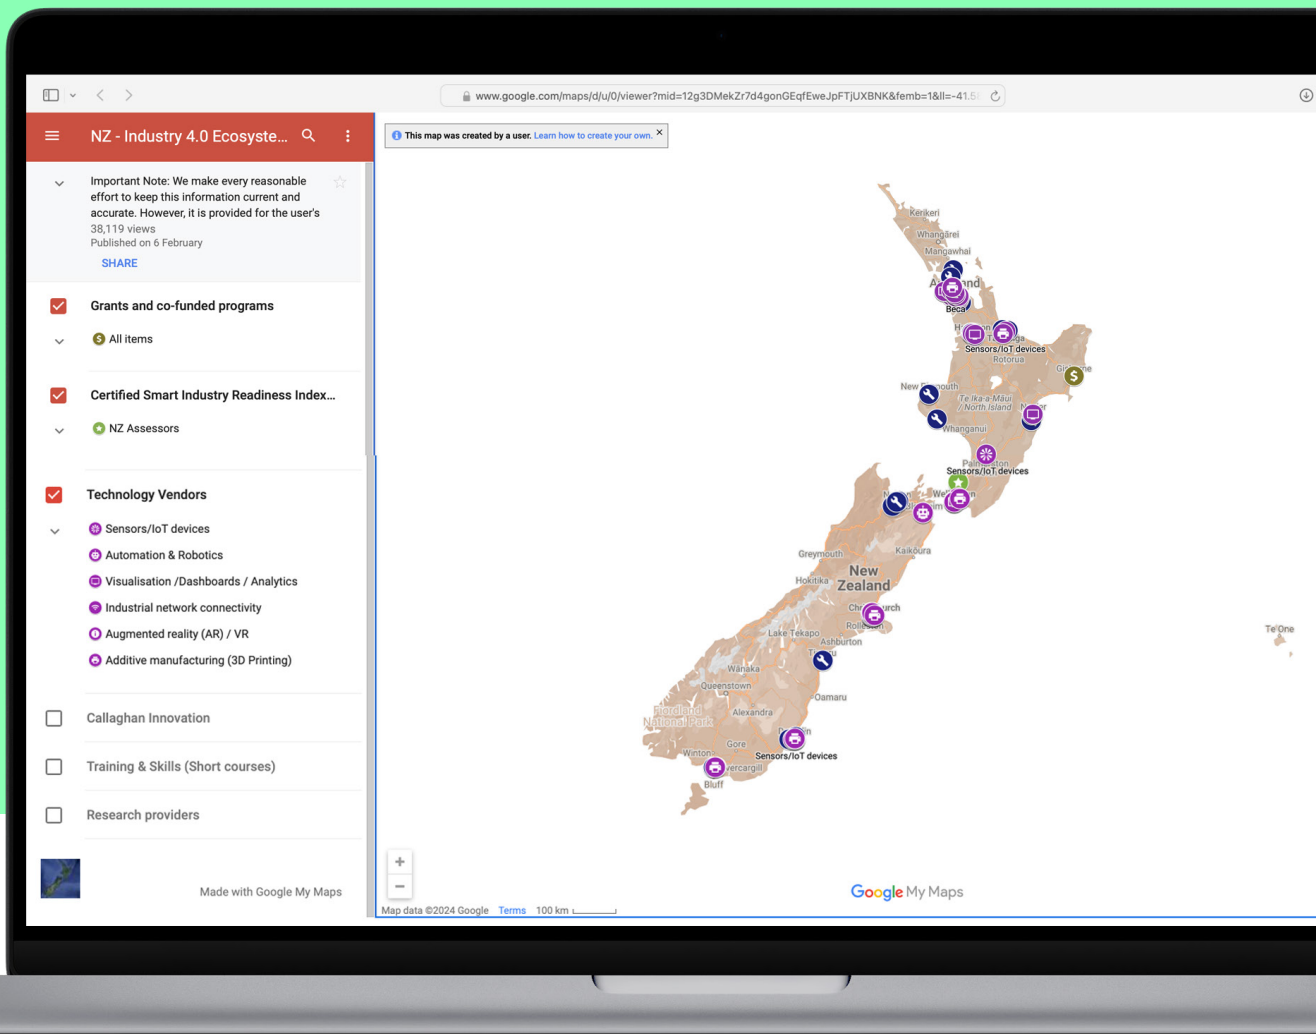 www.google.com/maps/d/u/0/viewer?mid=12g3DMekZr7d4gonGEqfEweJpFTjUXBNK&femb=1&ll=-41.5
NZ - Industry 4.0 Ecosyste...
This map was created by a user. Learn how to create your own.
Important Note: We make every reasonable
effort to keep this information current and
accurate. However, it is provided for the user's
38,119 views
Published on 6 February
SHARE
Grants and co-funded programs
All items
Certified Smart Industry Readiness Index...
NZ Assessors
Technology Vendors
Sensors/IoT devices
Automation & Robotics
Visualisation /Dashboards / Analytics
Industrial network connectivity
Augmented reality (AR) / VR
Additive manufacturing (3D Printing)
Callaghan Innovation
Training & Skills (Short courses)
Research providers
Made with Google My Maps
Kerikeri
Whangārei
Mangawhai
Beca
Sensors/IoT devices
Rotorua
Te Ika-a-Māui
/ North Island
Whanganui
Sensors/IoT devices
Greymouth
Kaikōura
Hokitika
New
Zealand
Lake Tekapo
Ashburton
Wānaka
Queenstown
Oamaru
Fiordland
National Park
Alexandra
Gore
Winton
Sensors/IoT devices
Bluff
Te One
Google My Maps
Map data ©2024 Google Terms 100 km